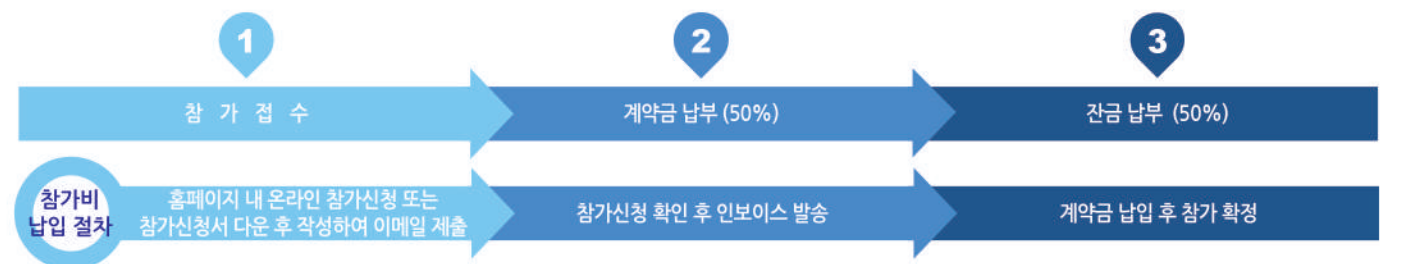 1
2
3
참 가 접 수
계약금 납부 (50%)
잔금 납부 (50%)
참가비
납입 절차
홈페이지 내 온라인 참가신청 또는
참가신청서 다운 후 작성하여 이메일 제출
참가신청 확인 후 인보이스 발송
계약금 납입 후 참가 확정